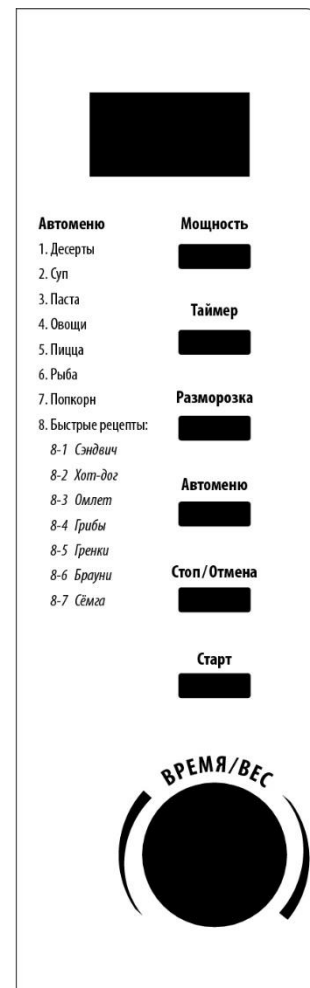 Автоменю
1. Десерты
2. Суп
3. Паста
4. Овощи
5. Пицца
6. Рыба
7. Попкорн
8. Быстрые рецепты:
8-1 Сэндвич
8-2 Хот-дог
8-3 Омлет
8-4 Грибы
8-5 Гренки
8-6 Брауни
8-7 Сёмга
Мощность
Таймер
Разморозка
Автоменю
Стоп/Отмена
Старт
ВРЕМЯ/ВЕС